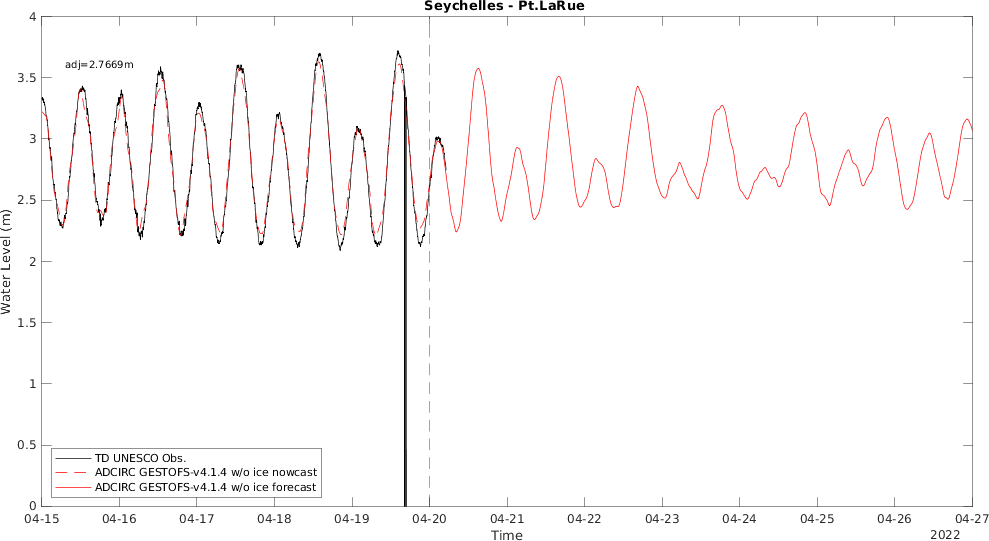 Seychelles - Pt.LaRue
adj=2.7669m
Water Level (m)
4
3.5
3
2.5
2
1.5
1
0.5
0
TD UNESCO Obs.
ADCIRC GESTOFS-v4.1.4 w/o ice nowcast
ADCIRC GESTOFS-v4.1.4 w/o ice forecast
04-15 04-16 04-17 04-18 04-19 04-20 04-21 04-22 04-23 04-24 04-25 04-26 04-27
Time
2022